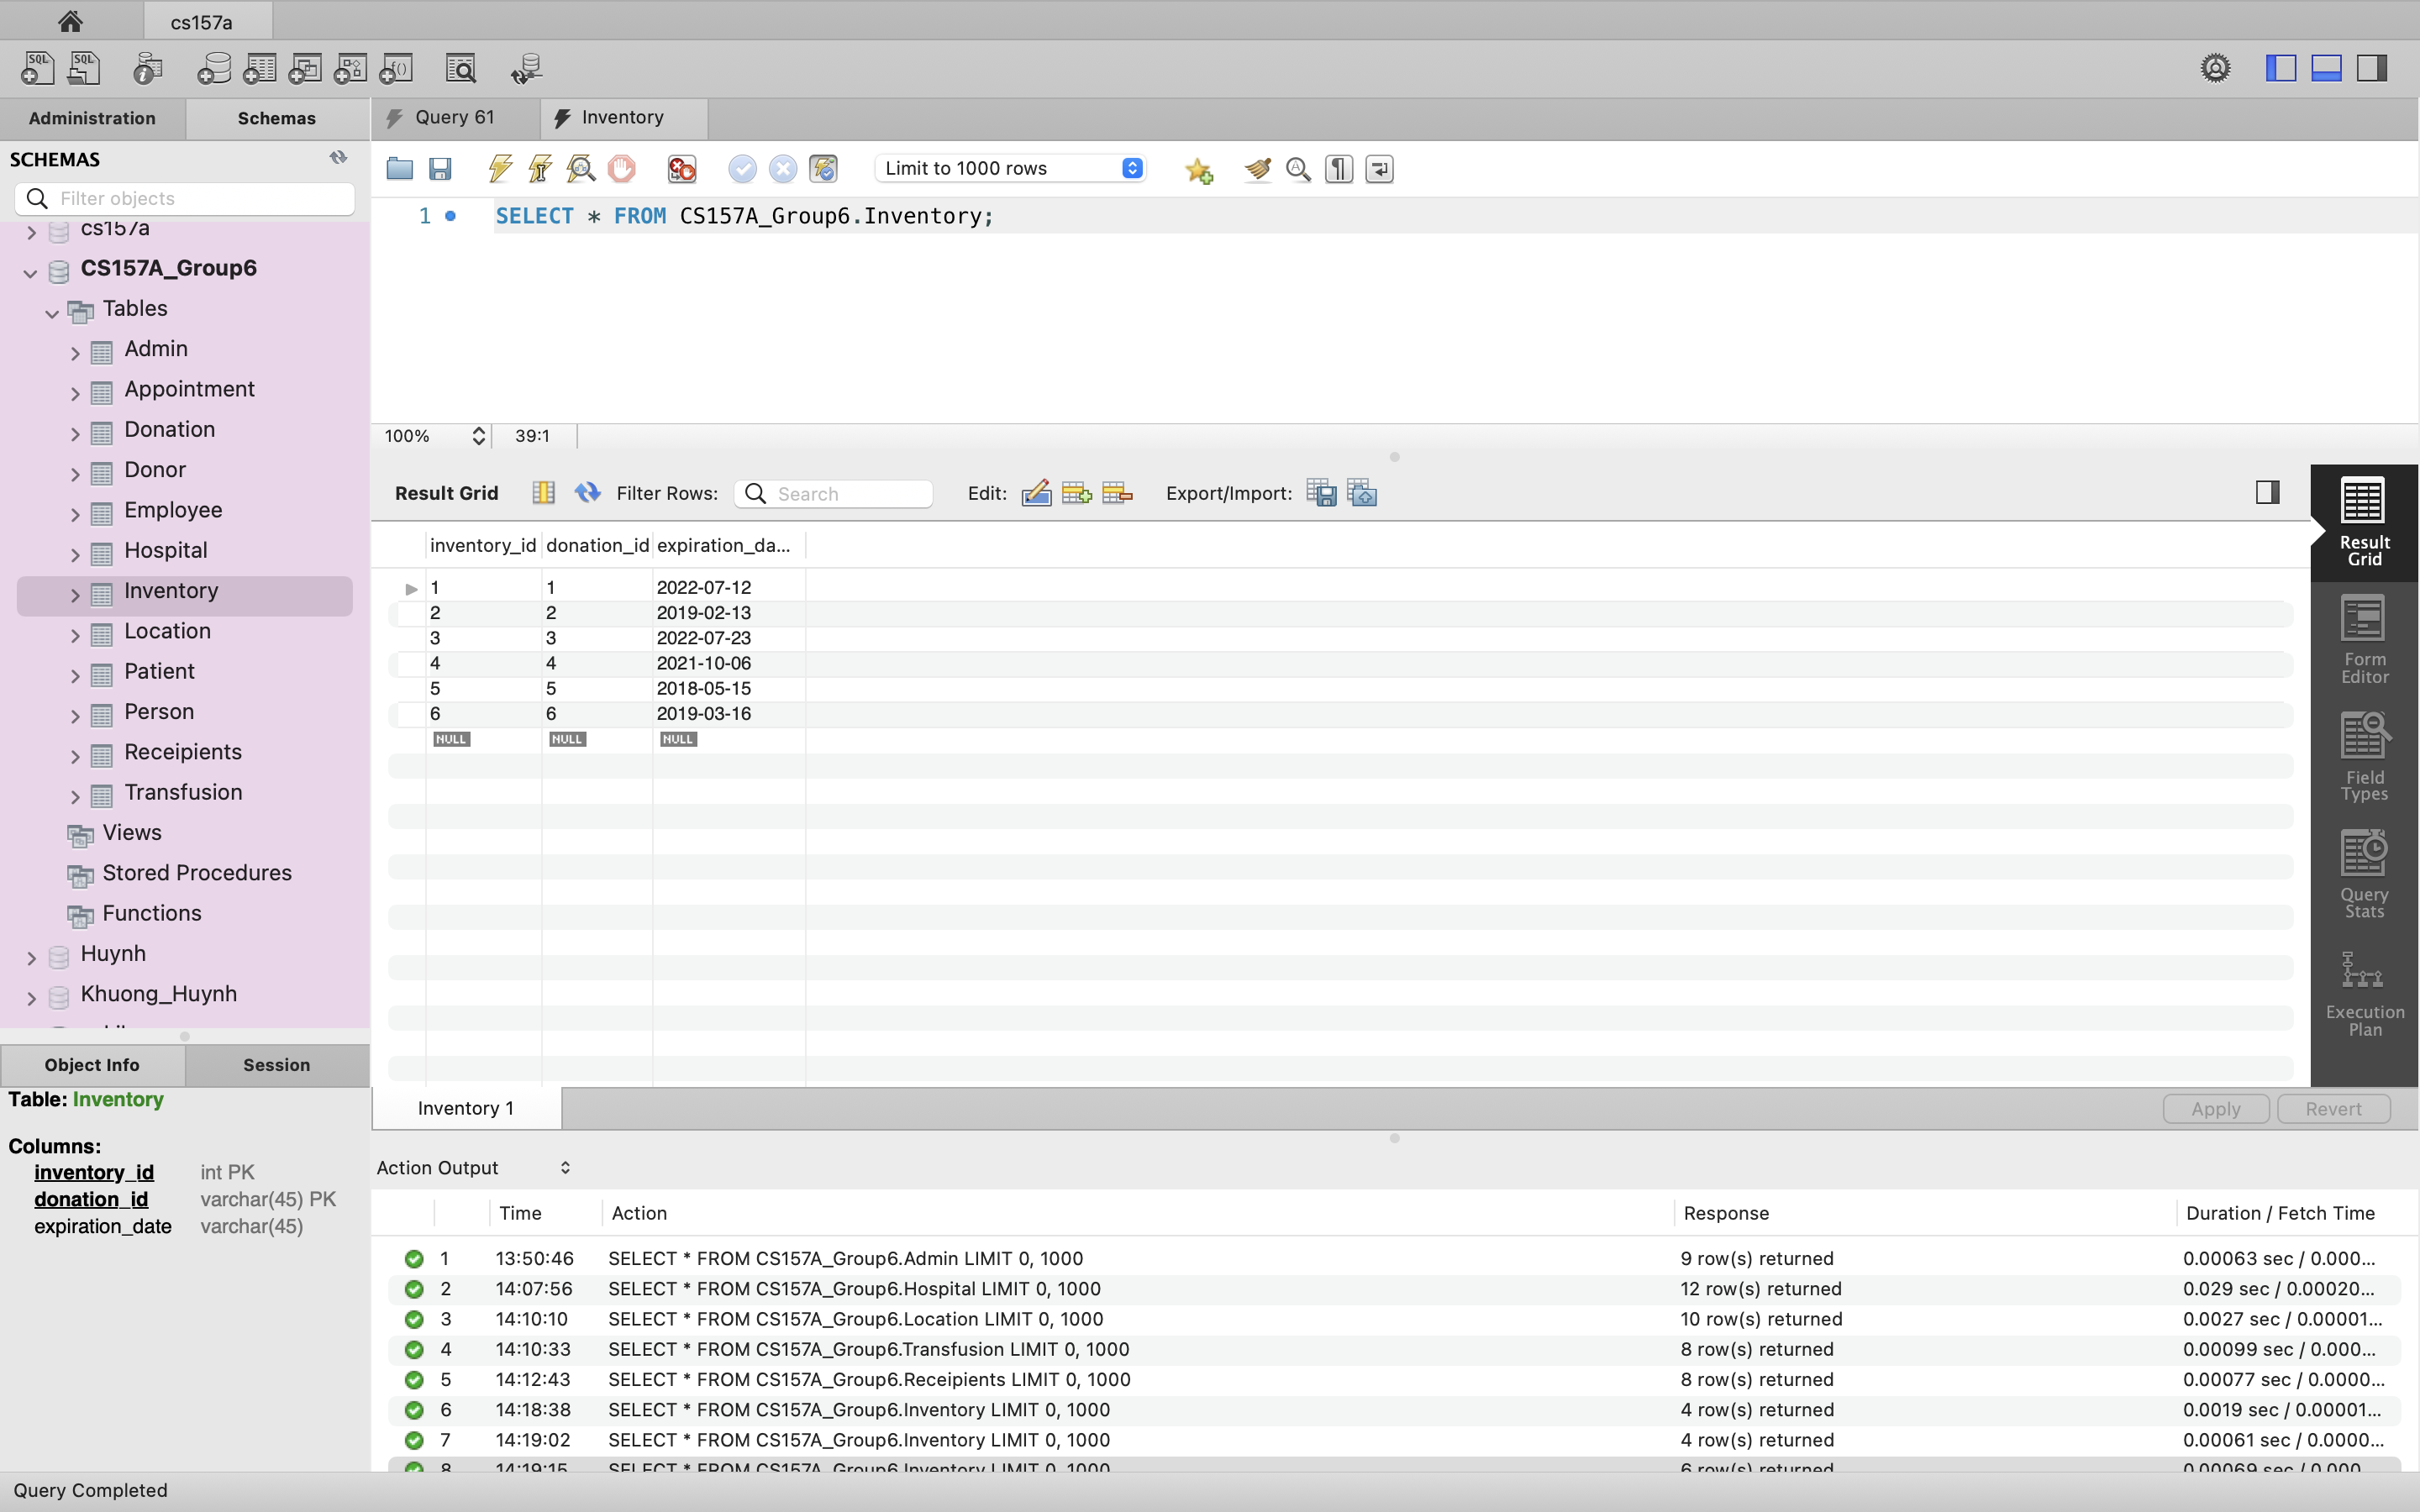 cs157a
SQL
SQL
Administration
Schemas
Query 61
Inventory
SCHEMAS
Filter objects
Limit to 1000 rows
1
SELECT * FROM CS157A_Group6.Inventory;
cs157a
CS157A_Group6
Tables
Admin
Appointment
Donation
Donor
Employee
Hospital
Inventory
Location
Patient
Person
Receipients
Transfusion
Views
Stored Procedures
Functions
Huynh
Khuong_Huynh
100%
39:1
Result Grid
Filter Rows:
Search
Edit:
Export/Import:
inventory_id donation_id expiration_da...
1 1 2022-07-12
2 2 2019-02-13
3 3 2022-07-23
4 4 2021-10-06
5 5 2018-05-15
6 6 2019-03-16
NULL NULL NULL
Result
Grid
Form
Editor
Field
Types
Query
Stats
Execution
Plan
Object Info
Session
Table: Inventory
Columns:
inventory_id int PK
donation_id varchar(45) PK
expiration_date varchar(45)
Inventory 1
Apply
Revert
Action Output
Time Action Response Duration / Fetch Time
1 13:50:46 SELECT * FROM CS157A_Group6.Admin LIMIT 0, 1000 9 row(s) returned 0.00063 sec / 0.000...
2 14:07:56 SELECT * FROM CS157A_Group6.Hospital LIMIT 0, 1000 12 row(s) returned 0.029 sec / 0.00020...
3 14:10:10 SELECT * FROM CS157A_Group6.Location LIMIT 0, 1000 10 row(s) returned 0.0027 sec / 0.00001...
4 14:10:33 SELECT * FROM CS157A_Group6.Transfusion LIMIT 0, 1000 8 row(s) returned 0.00099 sec / 0.000...
5 14:12:43 SELECT * FROM CS157A_Group6.Receipients LIMIT 0, 1000 8 row(s) returned 0.00077 sec / 0.0000...
6 14:18:38 SELECT * FROM CS157A_Group6.Inventory LIMIT 0, 1000 4 row(s) returned 0.0019 sec / 0.00001...
7 14:19:02 SELECT * FROM CS157A_Group6.Inventory LIMIT 0, 1000 4 row(s) returned 0.00061 sec / 0.0000...
8 14:19:15 SELECT * FROM CS157A_Group6.Inventory LIMIT 0, 1000 6 row(s) returned 0.00069 sec / 0.000...
Query Completed